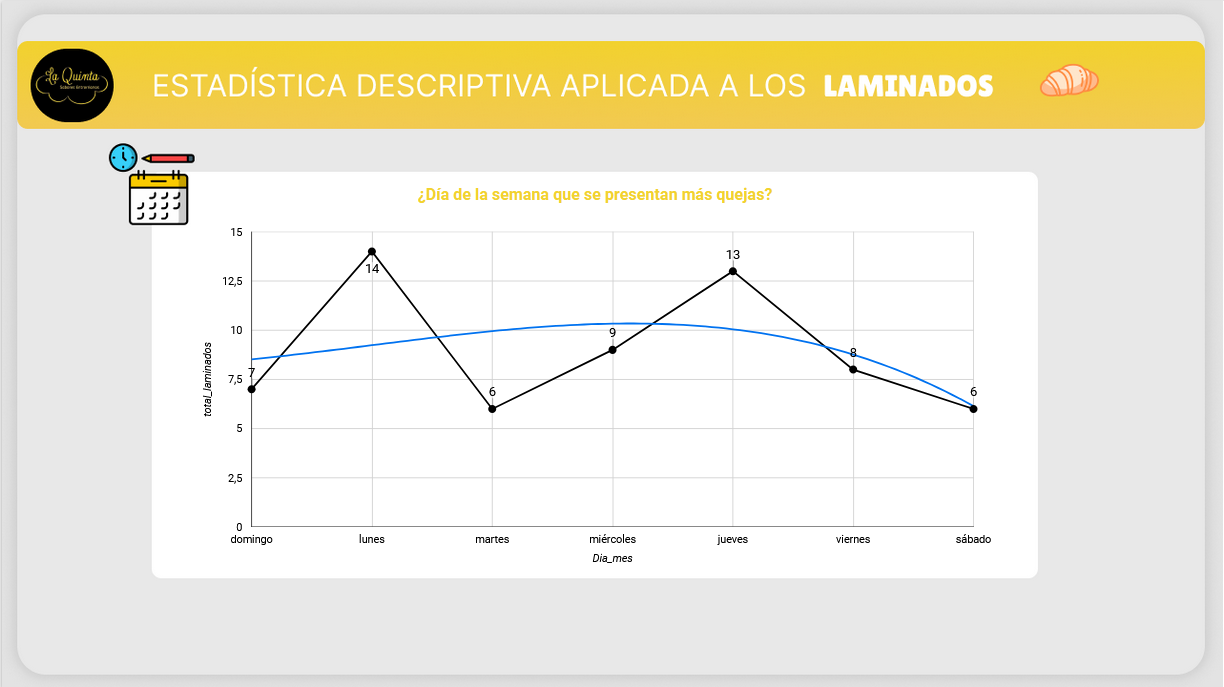 La Quinta
ESTADÍSTICA DESCRIPTIVA APLICADA A LOS LAMINADOS
¿Día de la semana que se presentan más quejas?
15
12,5
10
7,5
5
2,5
0
total_laminados
7
14
6
9
13
8
6
domingo lunes martes miércoles jueves viernes sábado
Dia_mes